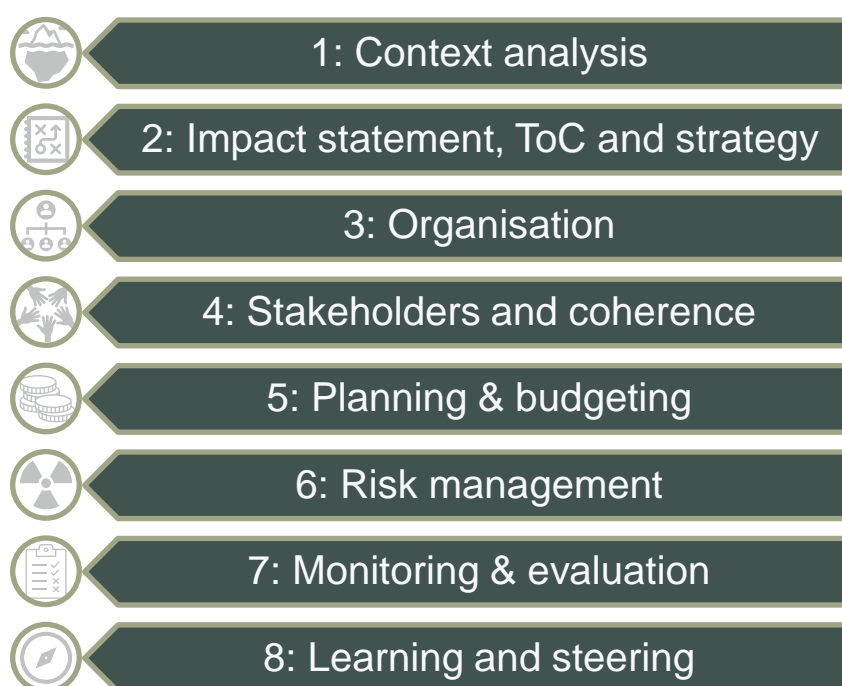 1: Context analysis
2: Impact statement, ToC and strategy
3: Organisation
4: Stakeholders and coherence
5: Planning & budgeting
6: Risk management
7: Monitoring & evaluation
8: Learning and steering